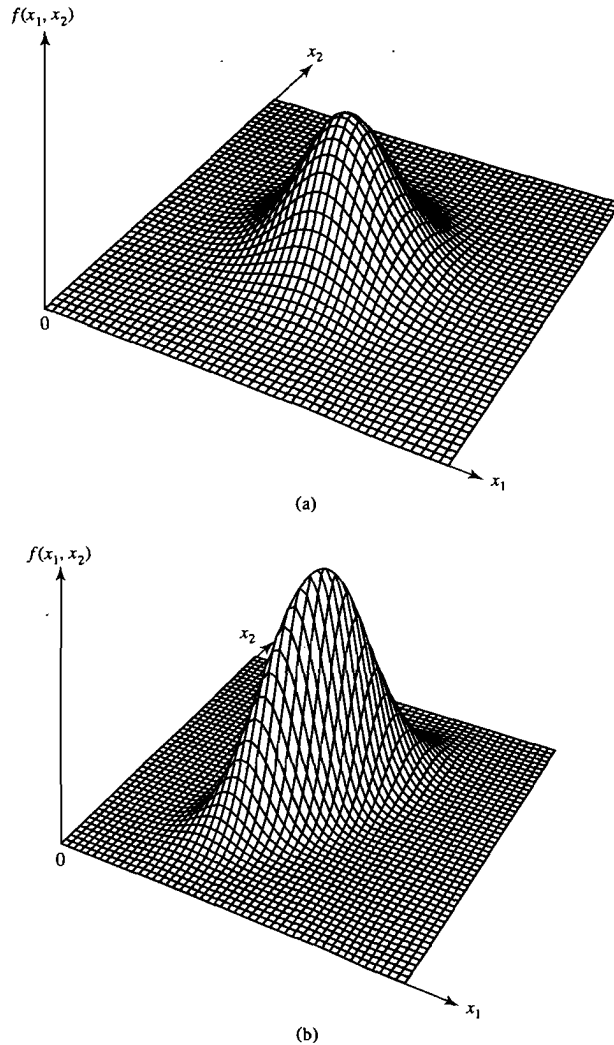 f(x₁, x₂)
x₂
0
x₁
(a)
f(x₁, x₂)
x₂
0
x₁
(b)